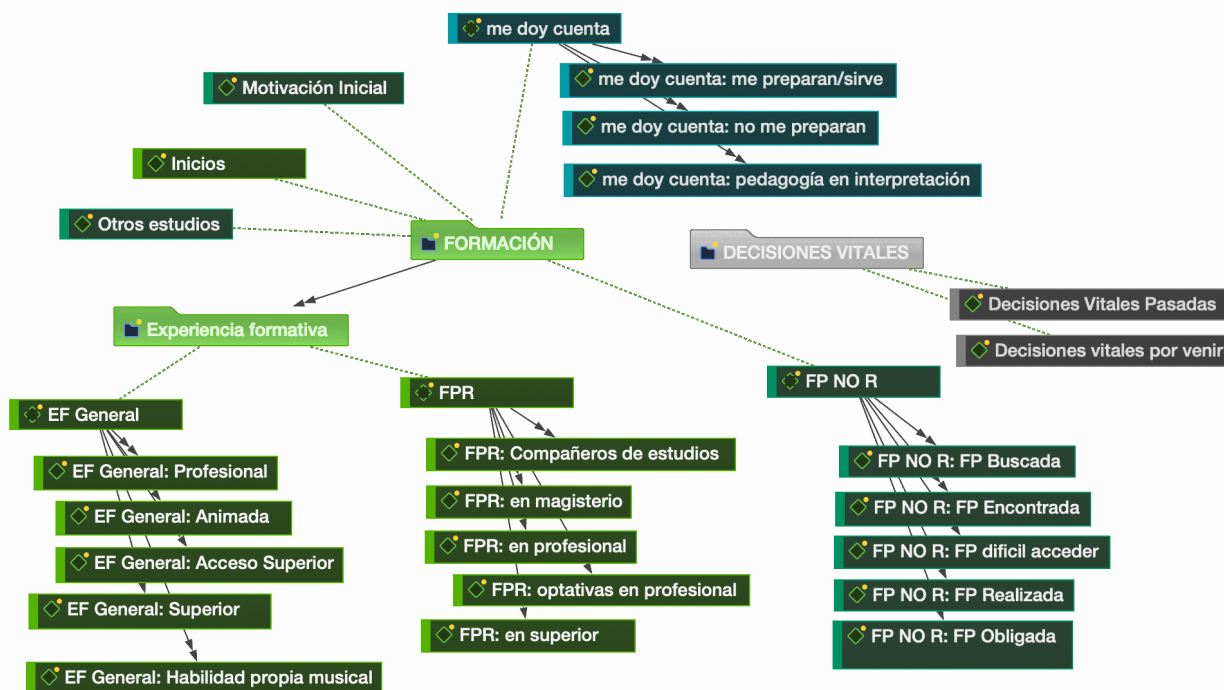 me doy cuenta
me doy cuenta: me preparan/sirve
Motivación Inicial
me doy cuenta: no me preparan
Inicios
me doy cuenta: pedagogía en interpretación
Otros estudios
FORMACIÓN
DECISIONES VITALES
Decisiones Vitales Pasadas
Experiencia formativa
Decisiones vitales por venir
FP NO R
FPR
EF General
FPR: Compañeros de estudios
FP NO R: FP Buscada
EF General: Profesional
FPR: en magisterio
FP NO R: FP Encontrada
EF General: Animada
FPR: en profesional
FP NO R: FP dificil acceder
EF General: Acceso Superior
FPR: optativas en profesional
FP NO R: FP Realizada
EF General: Superior
FPR: en superior
FP NO R: FP Obligada
EF General: Habilidad propia musical